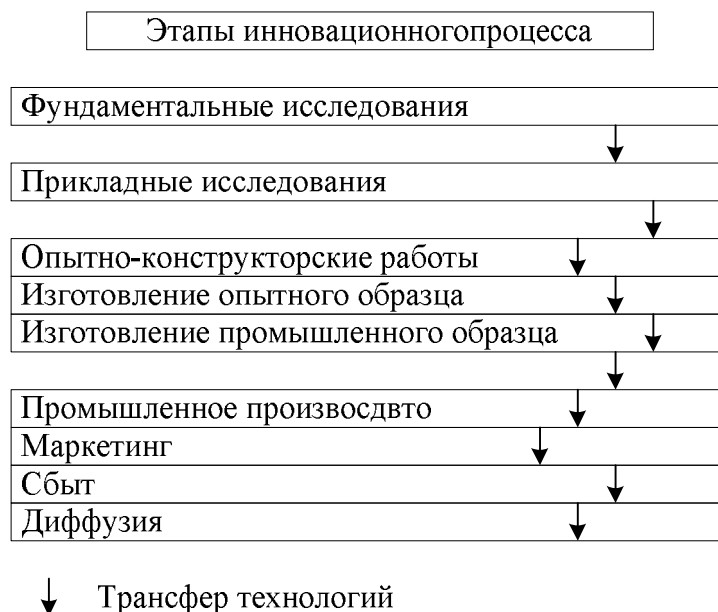 Этапы инновационногопроцесса
Фундаментальные исследования
Прикладные исследования
Опытно-конструкторские работы
Изготовление опытного образца
Изготовление промышленного образца
Промышленное произвосдвто
Маркетинг
Сбыт
Диффузия
Трансфер технологий